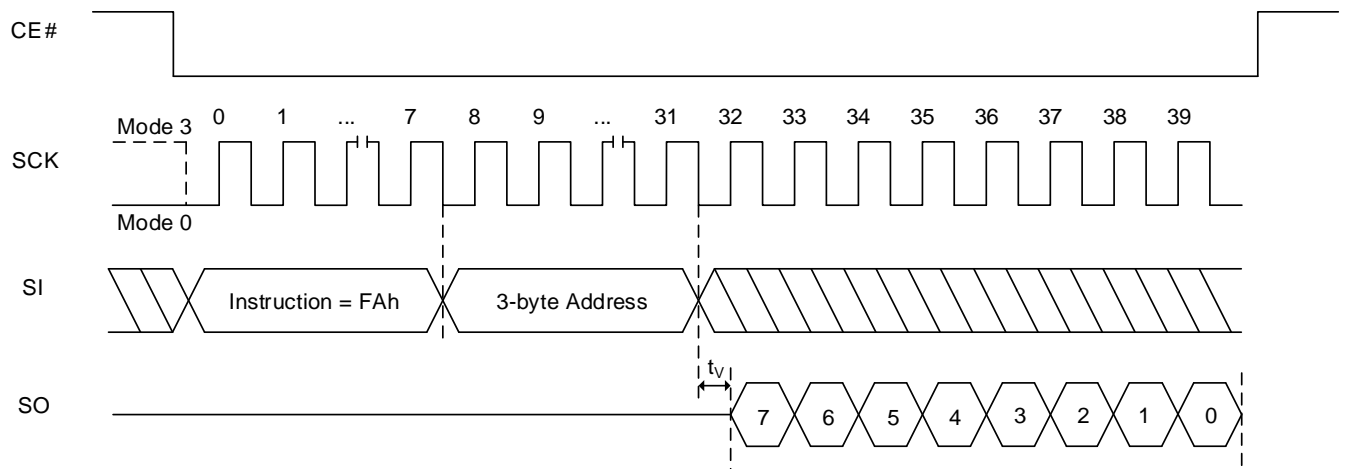 CE#
0 1 ... 7 8 9 ... 31 32 33 34 35 36 37 38 39
Mode 3
SCK
Mode 0
SI
Instruction = FAh
3-byte Address
tV
SO
7 6 5 4 3 2 1 0